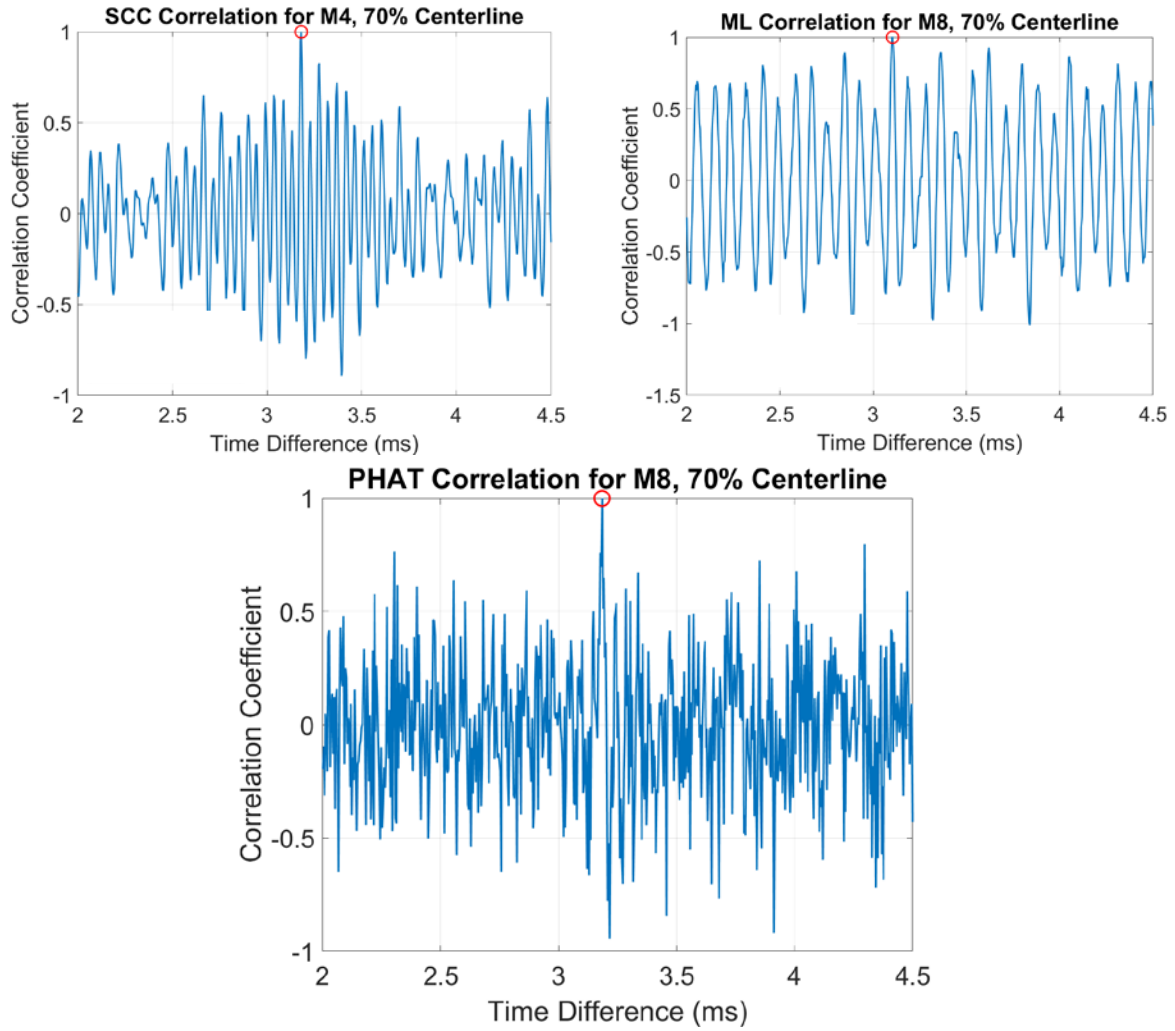 SCC Correlation for M4, 70% Centerline
1
0.5
0
-0.5
-1
Correlation Coefficient
2 2.5 3 3.5 4 4.5
Time Difference (ms)
ML Correlation for M8, 70% Centerline
1
0.5
0
-0.5
-1
-1.5
Correlation Coefficient
2 2.5 3 3.5 4 4.5
Time Difference (ms)
PHAT Correlation for M8, 70% Centerline
1
0.5
0
-0.5
-1
Correlation Coefficient
2 2.5 3 3.5 4 4.5
Time Difference (ms)